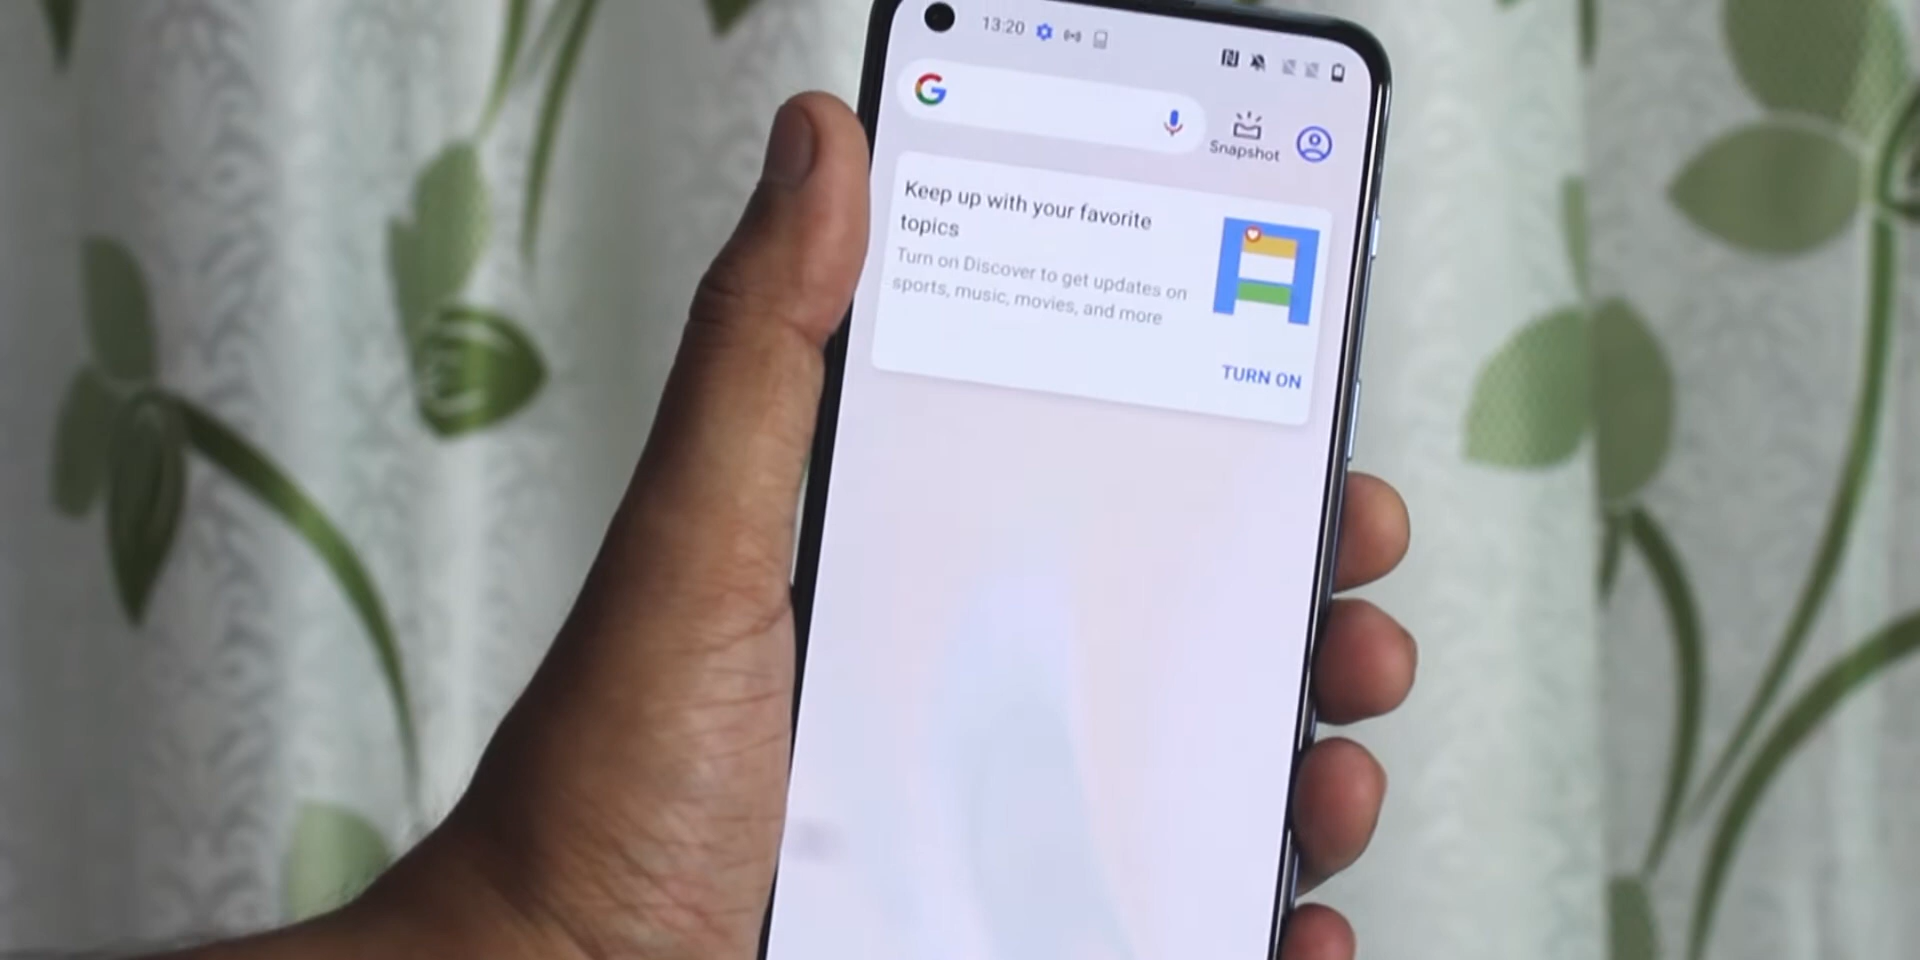 13:20
G
Snapshot
Keep up with your favorite
topics
Turn on Discover to get updates on
sports, music, movies, and more
TURN ON